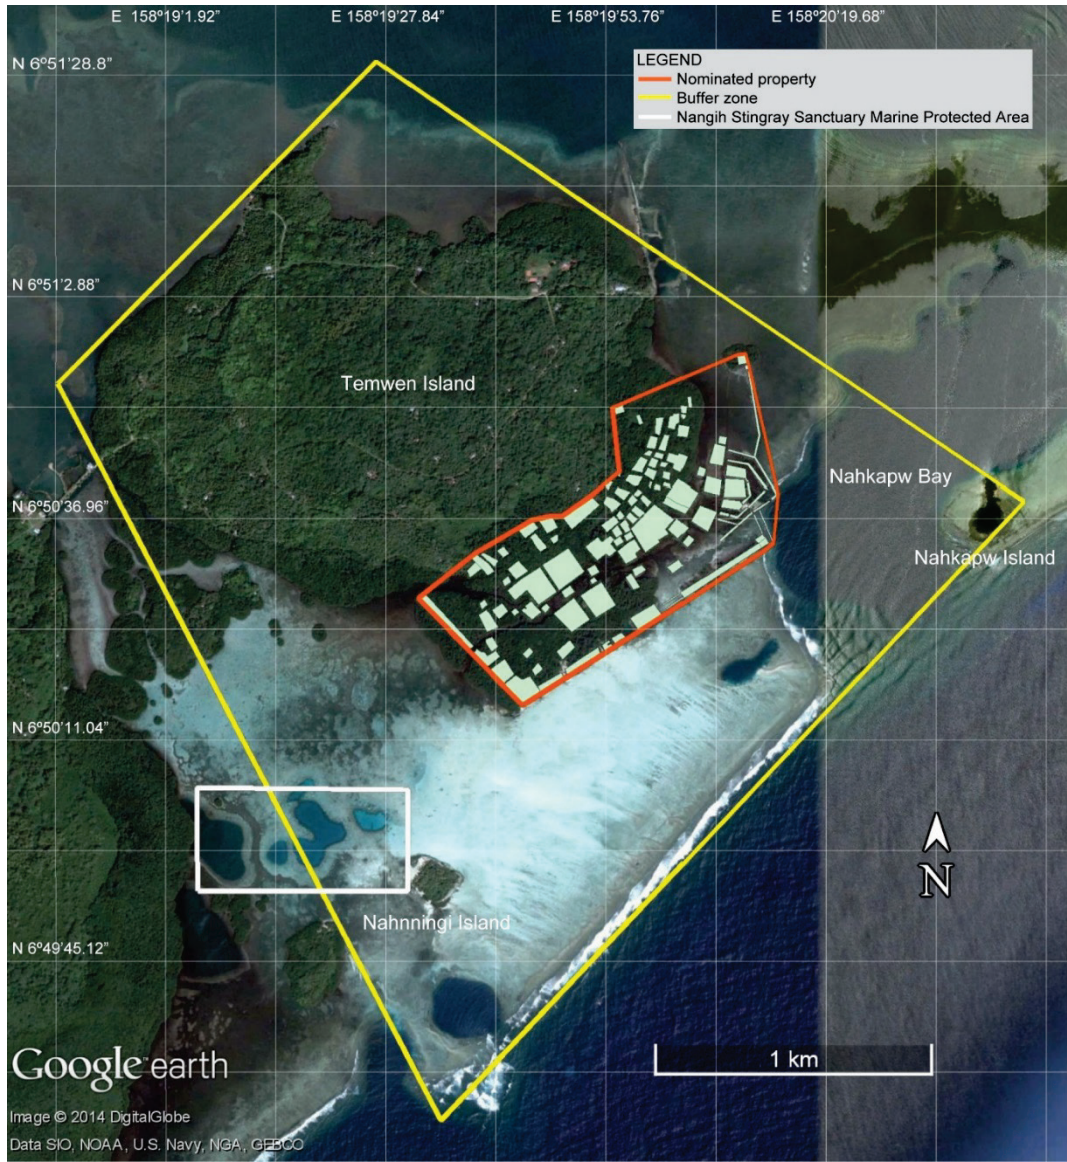 E 158º19'1.92”
E 158º19'27.84”
E 158º19'53.76”
E 158º20'19.68”
N 6º51'28.8”
LEGEND
Nominated property
Buffer zone
Nangih Stingray Sanctuary Marine Protected Area
N 6º51'2.88”
Temwen Island
Nahkapw Bay
N 6º50'36.96”
Nahkapw Island
N 6º50'11.04”
Nahnningi Island
N 6º49'45.12”
N
Google earth
1 km
Image © 2014 DigitalGlobe
Data SIO, NOAA, U.S. Navy, NGA, GEBCO